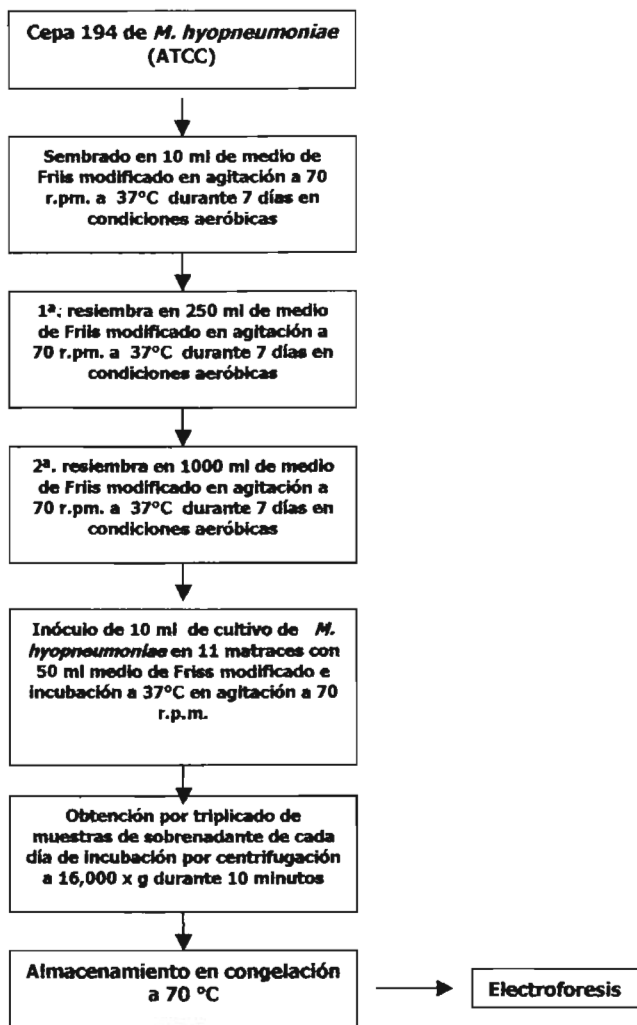 Cepa 194 de M. hyopneumoniae
(ATCC)
Sembrado en 10 ml de medio de
Friis modificado en agitación a 70
r.pm. a 37°C durante 7 días en
condiciones aeróbicas
1ª: resiembra en 250 ml de medio
de Friis modificado en agitación a
70 r.pm. a 37°C durante 7 días en
condiciones aeróbicas
2ª. resiembra en 1000 ml de medio
de Friis modificado en agitación a
70 r.pm. a 37°C durante 7 días en
condiciones aeróbicas
Inóculo de 10 ml de cultivo de M.
hyopneumoniae en 11 matraces con
50 ml medio de Friss modificado e
incubación a 37°C en agitación a 70
r.p.m.
Obtención por triplicado de
muestras de sobrenadante de cada
día de incubación por centrifugación
a 16,000 x g durante 10 minutos
Almacenamiento en congelación
a 70 °C
Electroforesis